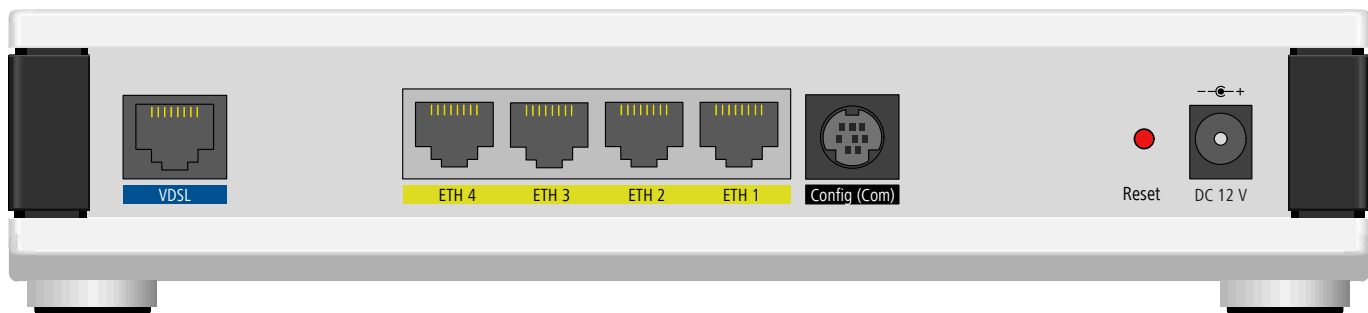 VDSL
ETH 4
ETH 3
ETH 2
ETH 1
Config (Com)
Reset
DC 12 V